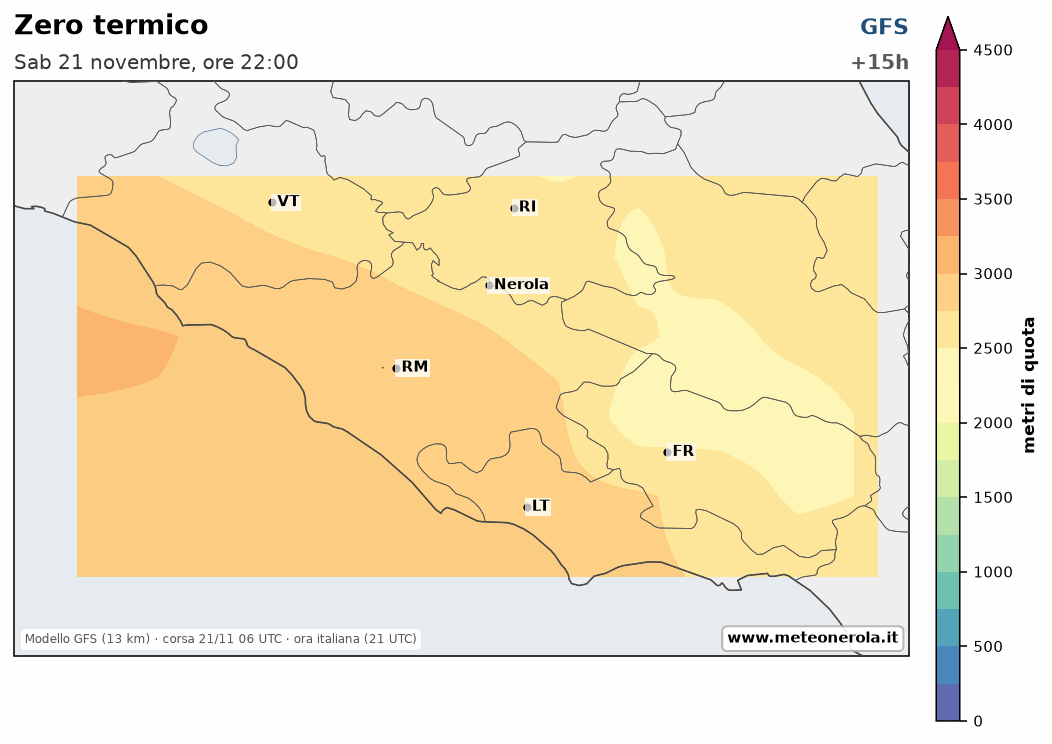 Zero termico
GFS
Sab 21 novembre, ore 22:00
+15h
VT
RI
Nerola
RM
FR
LT
Modello GFS (13 km) · corsa 21/11 06 UTC · ora italiana (21 UTC)
www.meteonerola.it
4500
4000
3500
3000
2500
2000
1500
1000
500
0
metri di quota